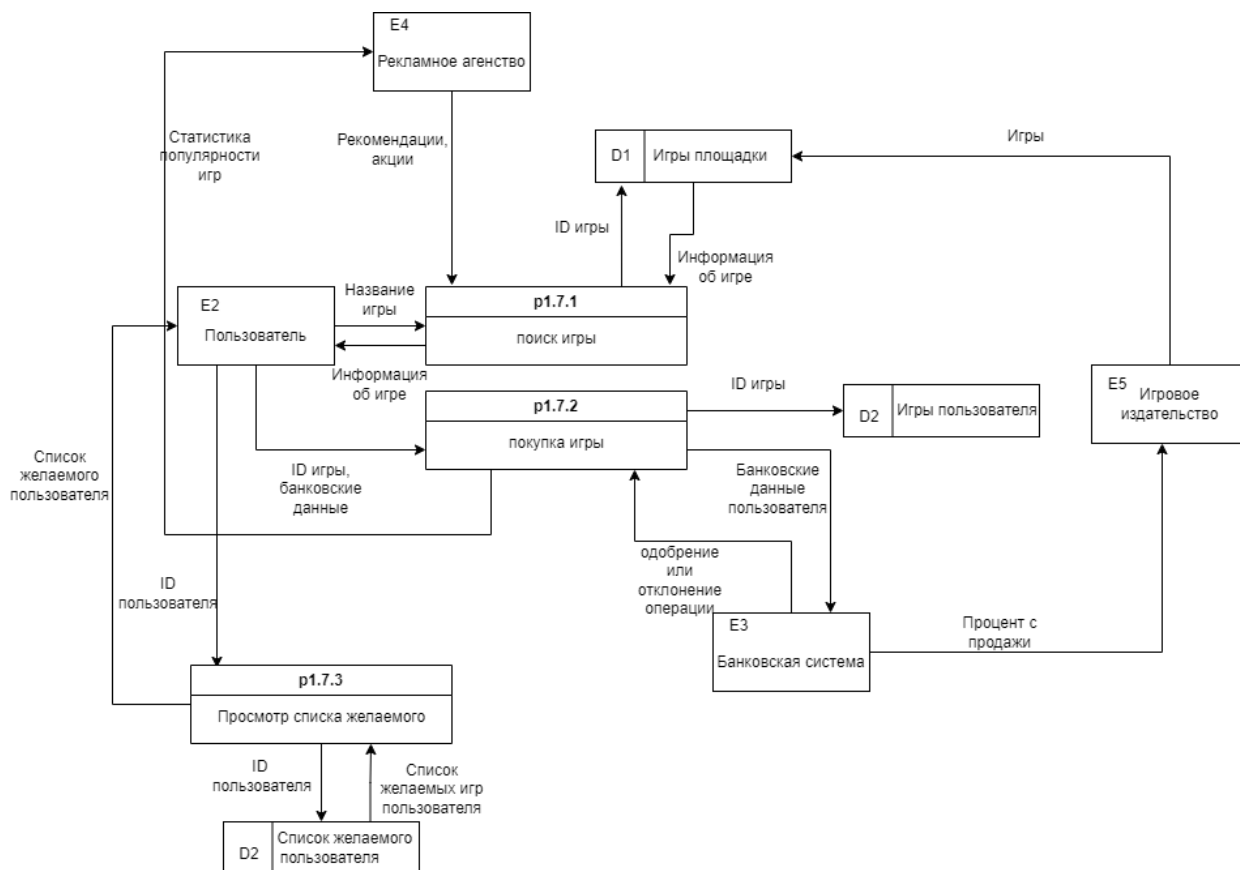 E4
Рекламное агенство
Статистика
популярности
игр
Рекомендации,
акции
D1
Игры площадки
Игры
ID игры
Информация
об игре
E2
Пользователь
Название
игры
p1.7.1
поиск игры
Информация
об игре
p1.7.2
покупка игры
ID игры
D2
Игры пользователя
E5
Игровое
издательство
Список
желаемого
пользователя
ID игры,
банковские
данные
Банковские
данные
пользователя
одобрение
или
отклонение
операции
ID
пользователя
E3
Банковская система
Процент с
продажи
p1.7.3
Просмотр списка желаемого
ID
пользователя
Список
желаемых игр
пользователя
D2
Список желаемого
пользователя